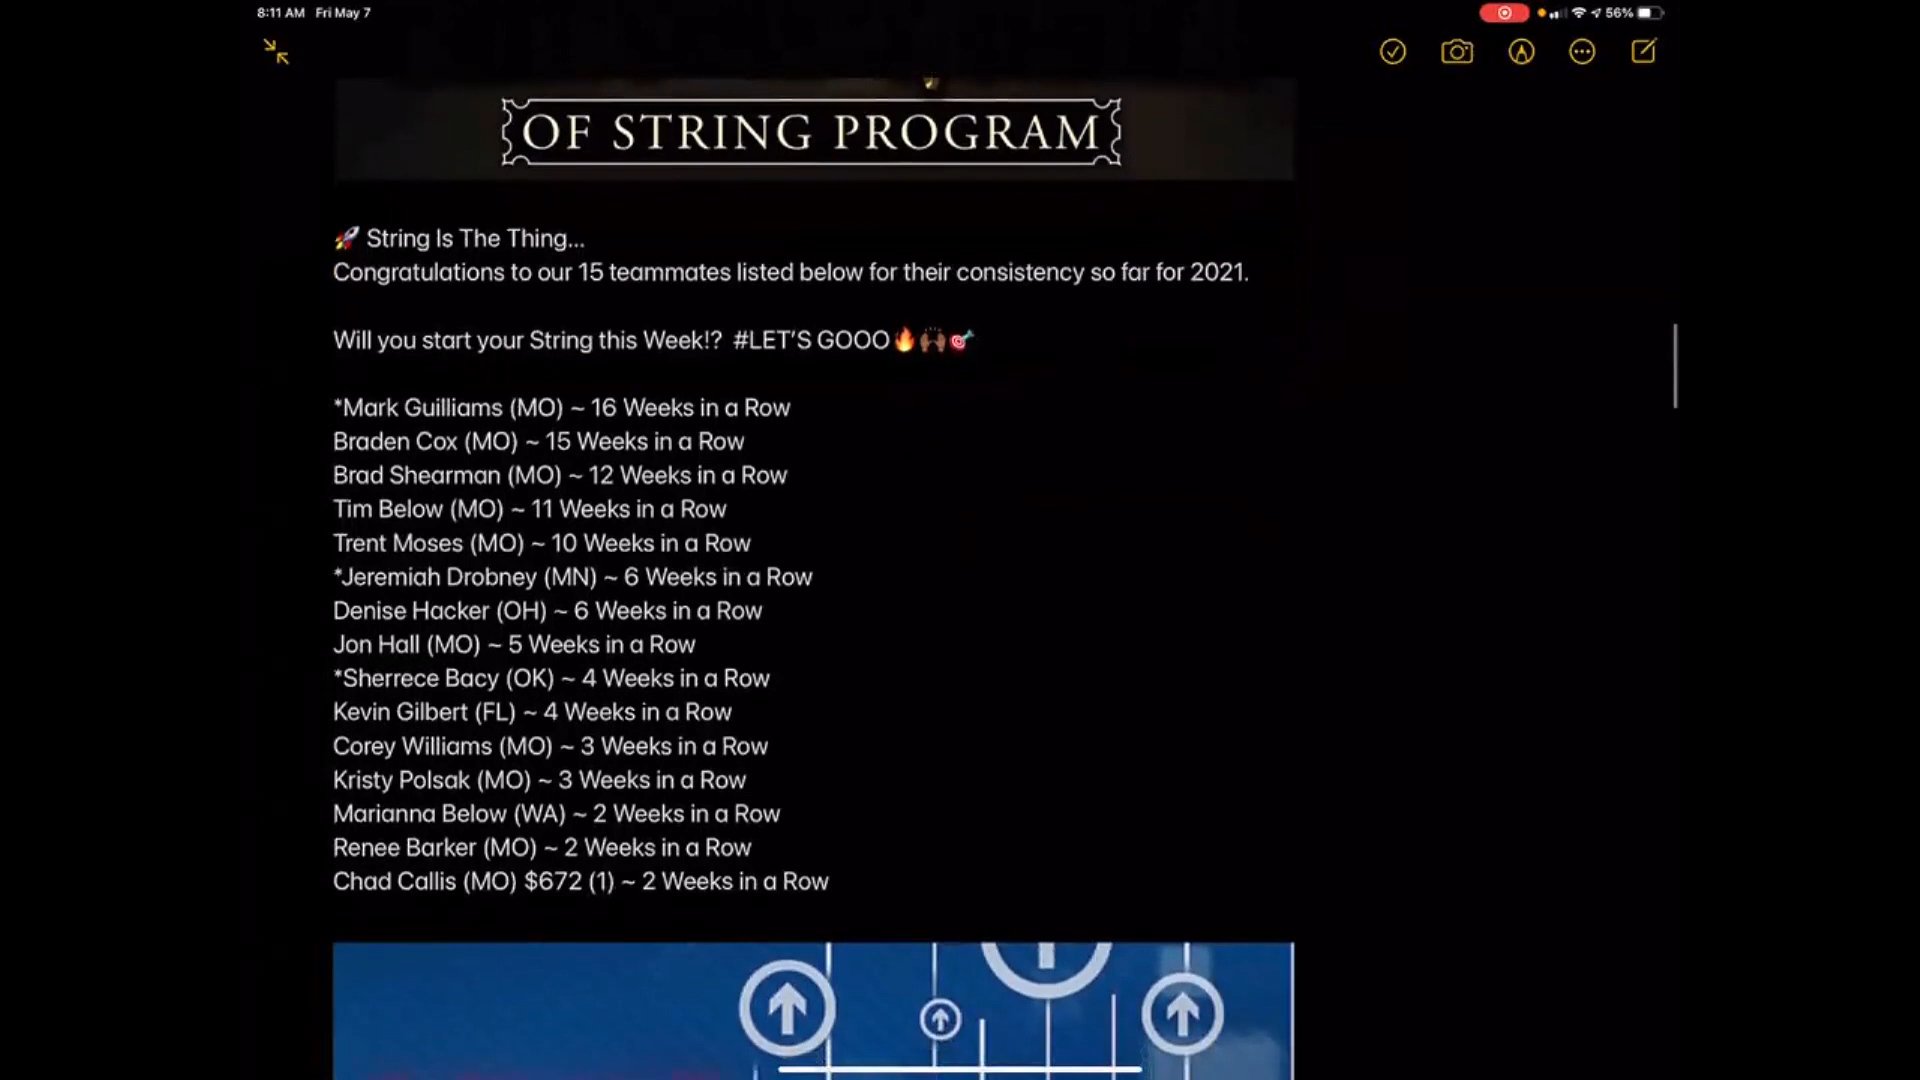 8:11 AM Fri May 7
56%
OF STRING PROGRAM
🚀 String Is The Thing...
Congratulations to our 15 teammates listed below for their consistency so far for 2021.
Will you start your String this Week!? #LET'S GOOO🔥🙌🏾🎯
*Mark Guilliams (MO) ~ 16 Weeks in a Row
Braden Cox (MO) ~ 15 Weeks in a Row
Brad Shearman (MO) ~ 12 Weeks in a Row
Tim Below (MO) ~ 11 Weeks in a Row
Trent Moses (MO) ~ 10 Weeks in a Row
*Jeremiah Drobney (MN) ~ 6 Weeks in a Row
Denise Hacker (OH) ~ 6 Weeks in a Row
Jon Hall (MO) ~ 5 Weeks in a Row
*Sherrece Bacy (OK) ~ 4 Weeks in a Row
Kevin Gilbert (FL) ~ 4 Weeks in a Row
Corey Williams (MO) ~ 3 Weeks in a Row
Kristy Polsak (MO) ~ 3 Weeks in a Row
Marianna Below (WA) ~ 2 Weeks in a Row
Renee Barker (MO) ~ 2 Weeks in a Row
Chad Callis (MO) $672 (1) ~ 2 Weeks in a Row